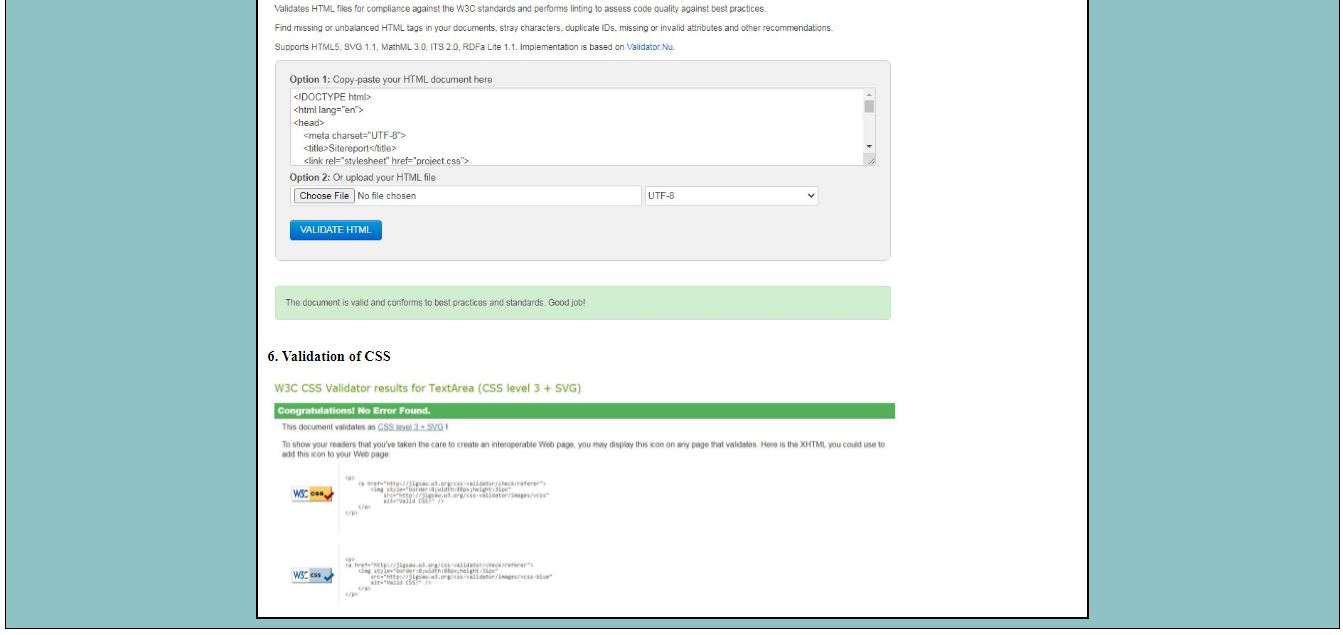 Validates HTML files for compliance against the W3C standards and performs linting to assess code quality against best practices.
Find missing or unbalanced HTML tags in your documents, stray characters, duplicate IDs, missing or invalid attributes and other recommendations.
Supports HTML5, SVG 1.1, MathML 3.0, ITS 2.0, RDFa Lite 1.1. Implementation is based on Validator.Nu.
Option 1: Copy-paste your HTML document here
<!DOCTYPE html>
<html lang="en">
<head>
<meta charset="UTF-8">
<title>Sitereport</title>
<link rel="stylesheet" href="project.css">
Option 2: Or upload your HTML file
Choose File No file chosen UTF-8
VALIDATE HTML
The document is valid and conforms to best practices and standards. Good job!
6. Validation of CSS
W3C CSS Validator results for TextArea (CSS level 3 + SVG)
Congratulations! No Error Found.
This document validates as CSS level 3 + SVG !
To show your readers that you've taken the care to create an interoperable Web page, you may display this icon on any page that validates. Here is the XHTML you could use to
add this icon to your Web page:
<p>
<a href="http://jigsaw.w3.org/css-validator/check/referer">
<img style="border:0;width:88px;height:31px"
src="http://jigsaw.w3.org/css-validator/images/vcss"
alt="Valid CSS!" />
</a>
</p>
W3C css
<p>
<a href="http://jigsaw.w3.org/css-validator/check/referer">
<img style="border:0;width:88px;height:31px"
src="http://jigsaw.w3.org/css-validator/images/vcss-blue"
alt="Valid CSS!" />
</a>
</p>
W3C css